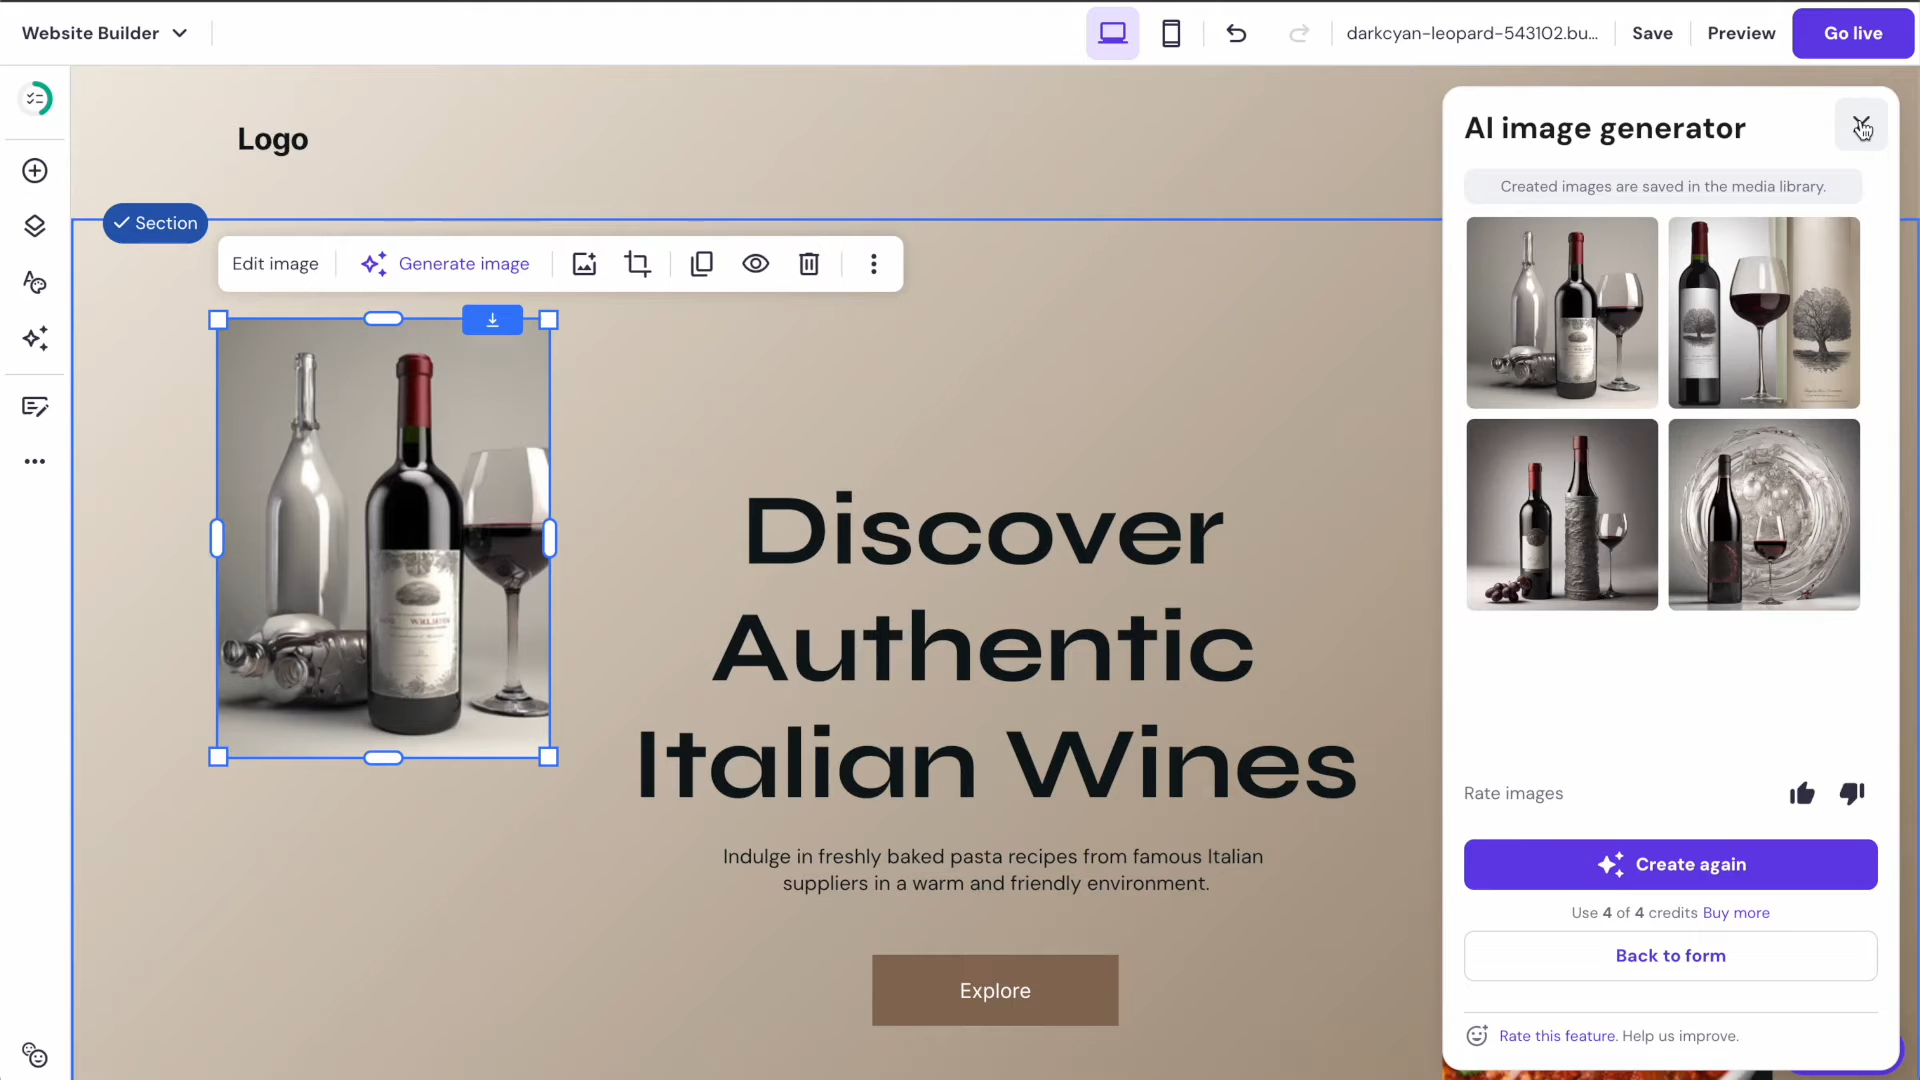 Website Builder
darkcyan-leopard-543102.bu...
Save
Preview
Go live
Logo
AI image generator
Created images are saved in the media library.
Section
Edit image
Generate image
Discover
Authentic
Italian Wines
Indulge in freshly baked pasta recipes from famous Italian
suppliers in a warm and friendly environment.
Explore
Rate images
Create again
Use 4 of 4 credits Buy more
Back to form
Rate this feature. Help us improve.